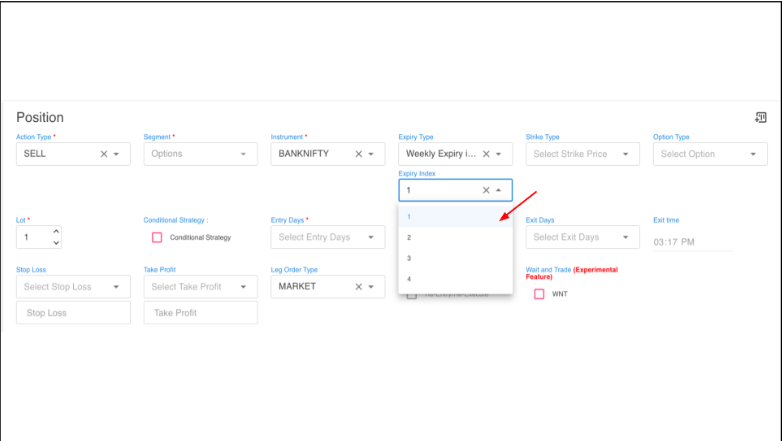 Position
Action Type *
Segment *
Instrument *
Expiry Type
Strike Type
Option Type
SELL
Options
BANKNIFTY
Weekly Expiry i...
Select Strike Price
Select Option
Expiry Index
1
1
2
3
4
Lot *
Conditional Strategy :
Entry Days *
Exit Days
Exit time
1
Conditional Strategy
Select Entry Days
Select Exit Days
03:17 PM
Stop Loss
Take Profit
Leg Order Type
Wait and Trade (Experimental
Feature)
Select Stop Loss
Select Take Profit
MARKET
WNT
Stop Loss
Take Profit